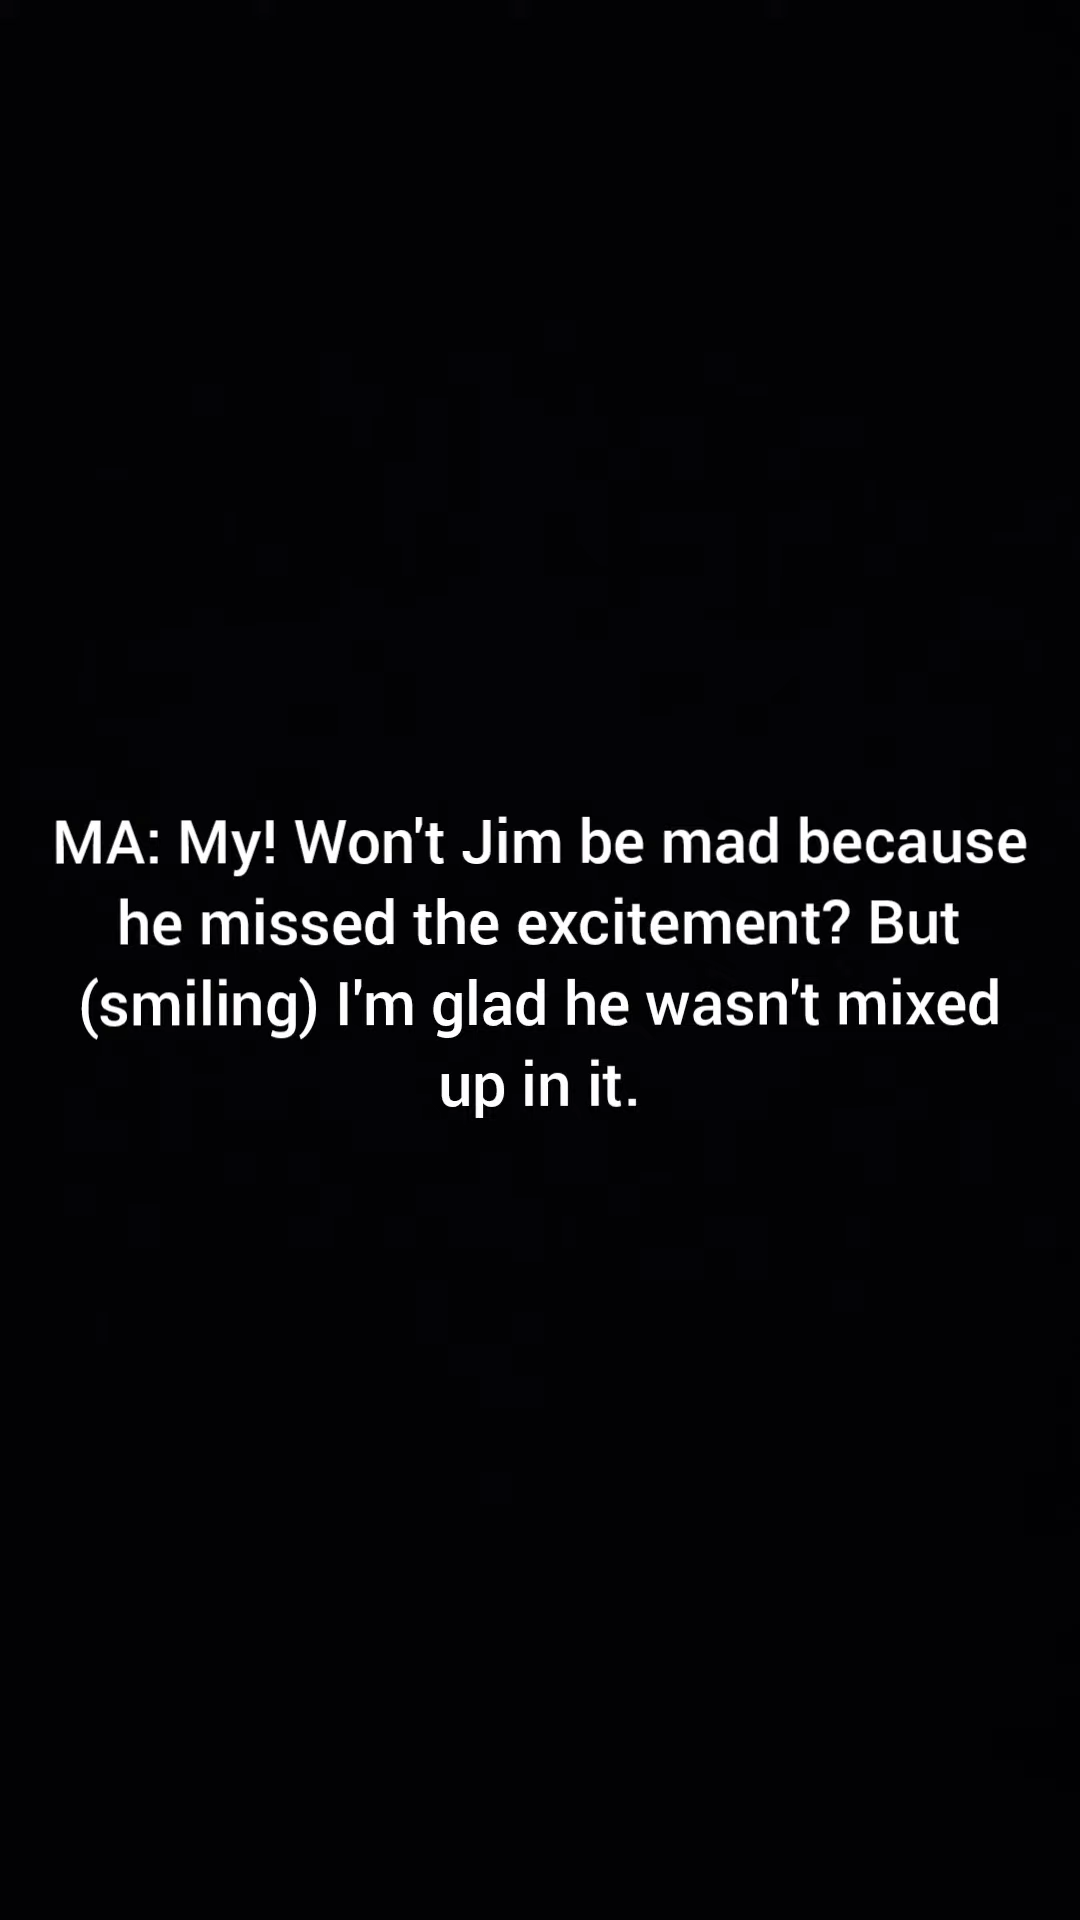 MA: My! Won't Jim be mad because
he missed the excitement? But
(smiling) I'm glad he wasn't mixed
up in it.